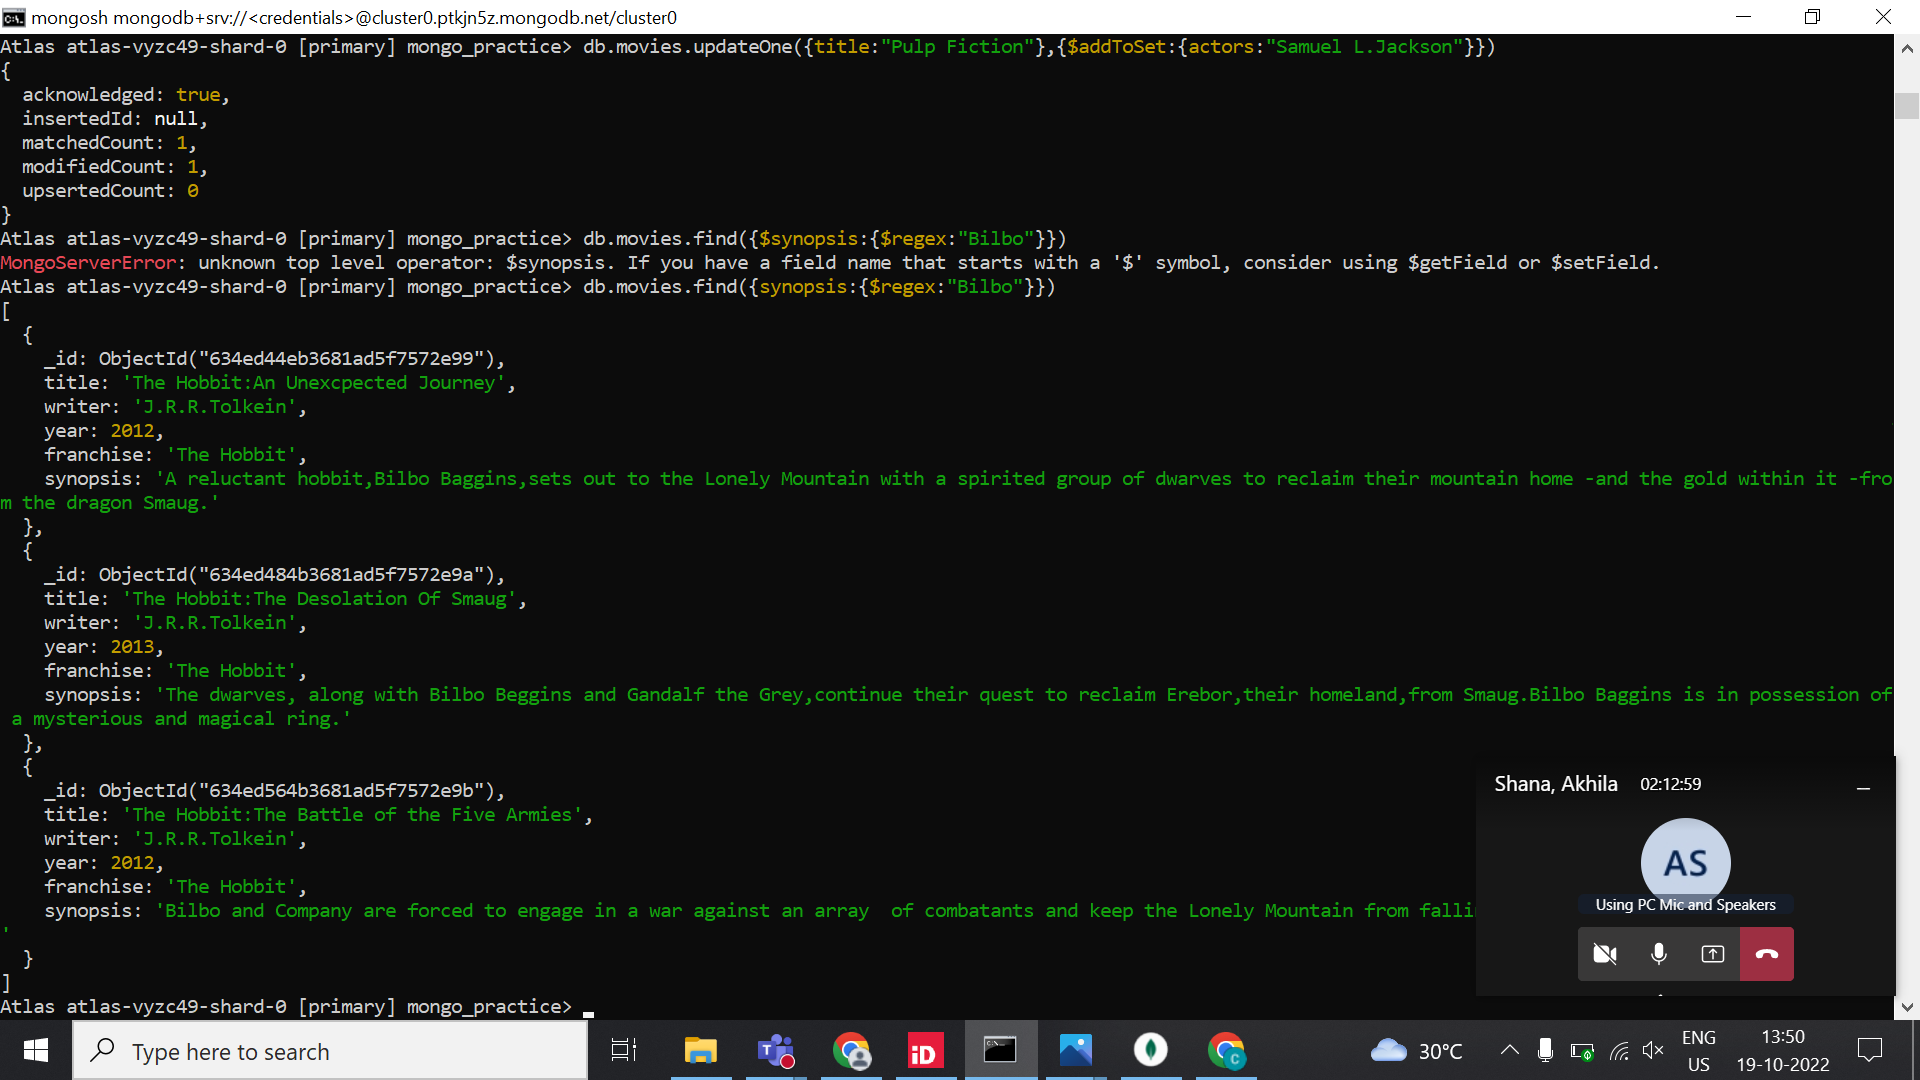 mongosh mongodb+srv://<credentials>@cluster0.ptkjn5z.mongodb.net/cluster0
Atlas atlas-vyzc49-shard-0 [primary] mongo_practice> db.movies.updateOne({title:"Pulp Fiction"},{$addToSet:{actors:"Samuel L.Jackson"}})
{
  acknowledged: true,
  insertedId: null,
  matchedCount: 1,
  modifiedCount: 1,
  upsertedCount: 0
}
Atlas atlas-vyzc49-shard-0 [primary] mongo_practice> db.movies.find({$synopsis:{$regex:"Bilbo"}})
MongoServerError: unknown top level operator: $synopsis. If you have a field name that starts with a '$' symbol, consider using $getField or $setField.
Atlas atlas-vyzc49-shard-0 [primary] mongo_practice> db.movies.find({synopsis:{$regex:"Bilbo"}})
[
  {
    _id: ObjectId("634ed44eb3681ad5f7572e99"),
    title: 'The Hobbit:An Unexcpected Journey',
    writer: 'J.R.R.Tolkein',
    year: 2012,
    franchise: 'The Hobbit',
    synopsis: 'A reluctant hobbit,Bilbo Baggins,sets out to the Lonely Mountain with a spirited group of dwarves to reclaim their mountain home -and the gold within it -fro
m the dragon Smaug.'
  },
  {
    _id: ObjectId("634ed484b3681ad5f7572e9a"),
    title: 'The Hobbit:The Desolation Of Smaug',
    writer: 'J.R.R.Tolkein',
    year: 2013,
    franchise: 'The Hobbit',
    synopsis: 'The dwarves, along with Bilbo Beggins and Gandalf the Grey,continue their quest to reclaim Erebor,their homeland,from Smaug.Bilbo Baggins is in possession of
 a mysterious and magical ring.'
  },
  {
    _id: ObjectId("634ed564b3681ad5f7572e9b"),
    title: 'The Hobbit:The Battle of the Five Armies',
    writer: 'J.R.R.Tolkein',
    year: 2012,
    franchise: 'The Hobbit',
    synopsis: 'Bilbo and Company are forced to engage in a war against an array  of combatants and keep the Lonely Mountain from falli
'
  }
]
Atlas atlas-vyzc49-shard-0 [primary] mongo_practice>
Shana, Akhila 02:12:59
AS
Using PC Mic and Speakers
Type here to search
iD
C
30°C
ENG
US
13:50
19-10-2022